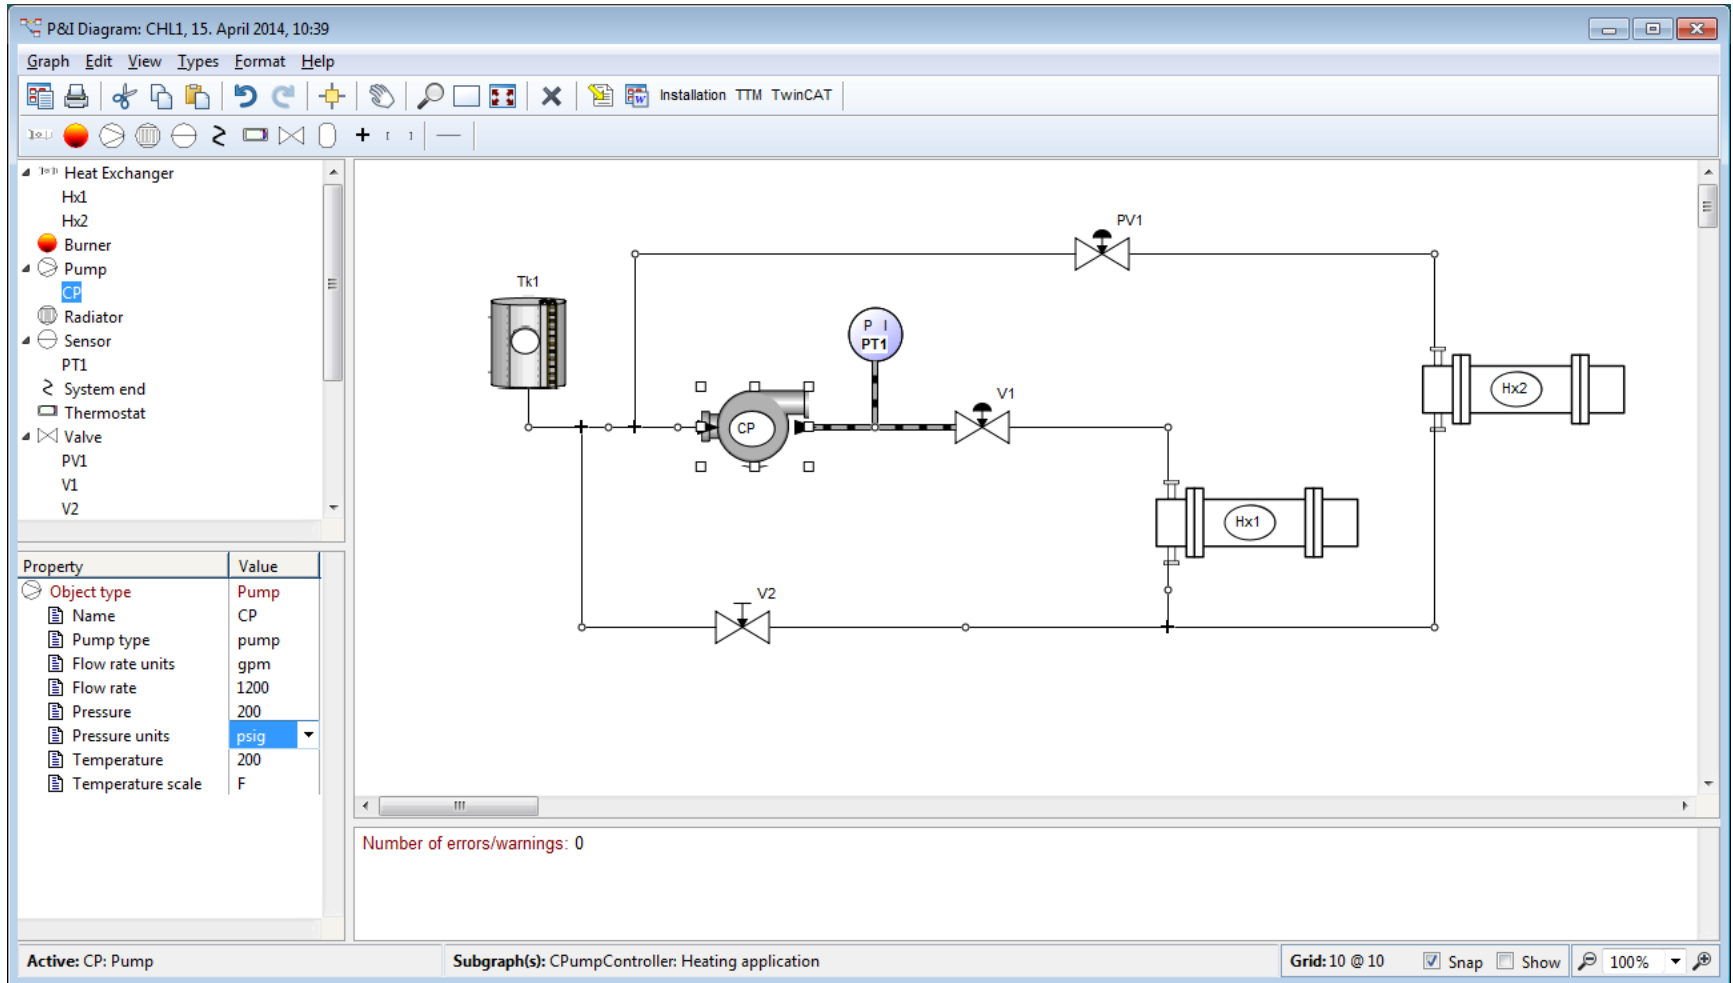 P&I Diagram: CHL1, 15. April 2014, 10:39
Graph Edit View Types Format Help
Installation TTM TwinCAT
Heat Exchanger
Hx1
Hx2
Burner
Pump
CP
Radiator
Sensor
PT1
System end
Thermostat
Valve
PV1
V1
V2
Property Value
Object type Pump
Name CP
Pump type pump
Flow rate units gpm
Flow rate 1200
Pressure 200
Pressure units psig
Temperature 200
Temperature scale F
PV1
Tk1
P I
PT1
Hx2
V1
CP
Hx1
V2
Number of errors/warnings: 0
Active: CP: Pump
Subgraph(s): CPumpController: Heating application
Grid: 10 @ 10
Snap
Show
100%